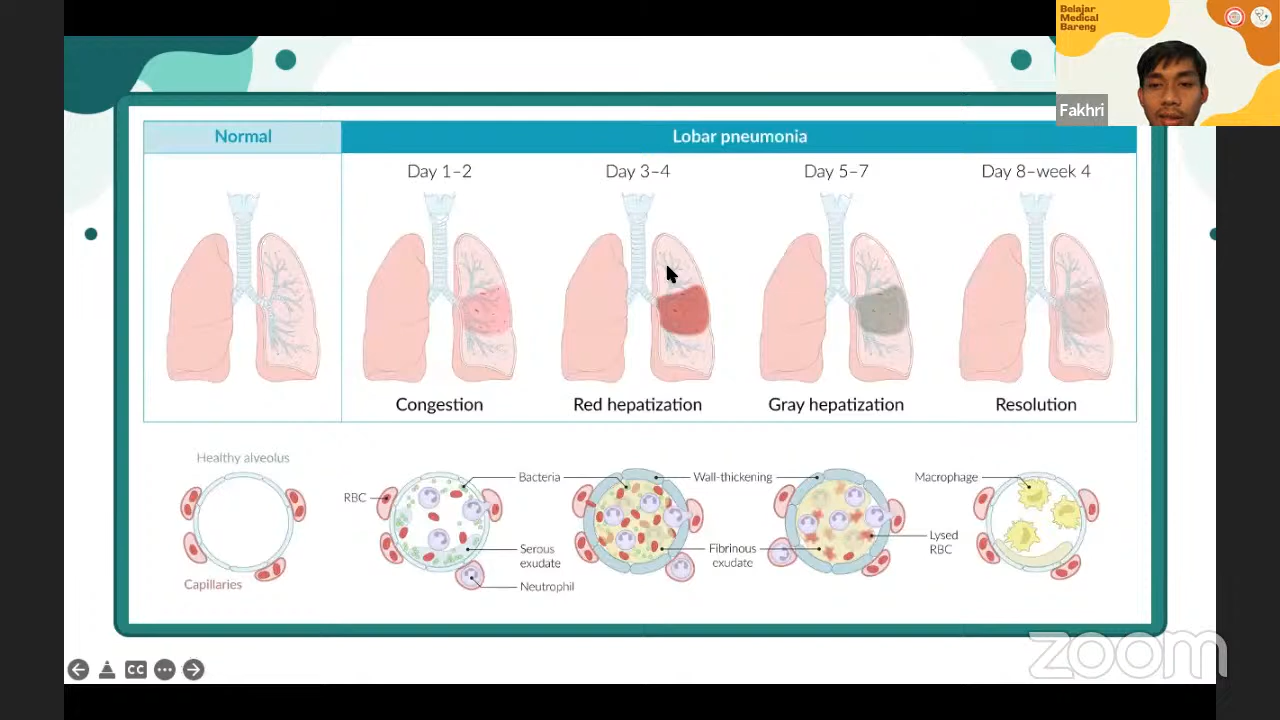 Belajar
Medical
Bareng
Fakhri
Normal
Lobar pneumonia
Day 1–2
Day 3–4
Day 5–7
Day 8–week 4
Congestion
Red hepatization
Gray hepatization
Resolution
Healthy alveolus
Capillaries
RBC
Bacteria
Serous
exudate
Neutrophil
Wall-thickening
Fibrinous
exudate
Macrophage
Lysed
RBC
CC
zoom